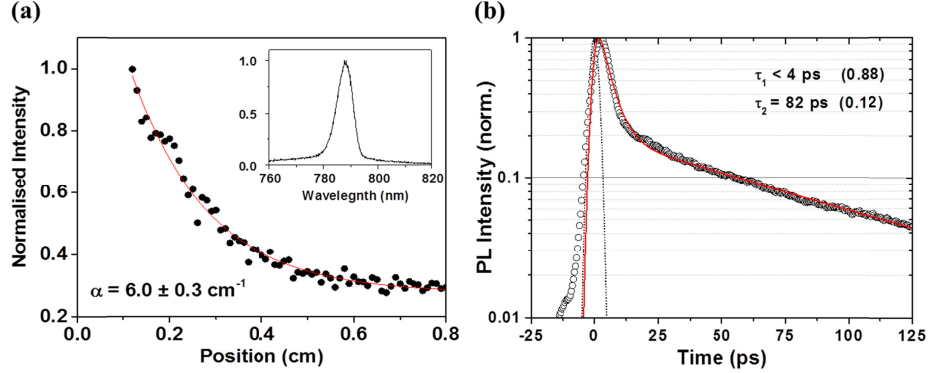 (a)
1.0
0.8
0.6
0.4
0.2
Normalised Intensity
0.0
0.2
0.4
0.6
0.8
Position (cm)
α = 6.0 ± 0.3 cm⁻¹
1.0
0.5
0.0
760
780
800
820
Wavelegnth (nm)
(b)
1
0.1
0.01
PL Intensity (norm.)
-25
0
25
50
75
100
125
Time (ps)
τ₁ < 4 ps (0.88)
τ₂ = 82 ps (0.12)